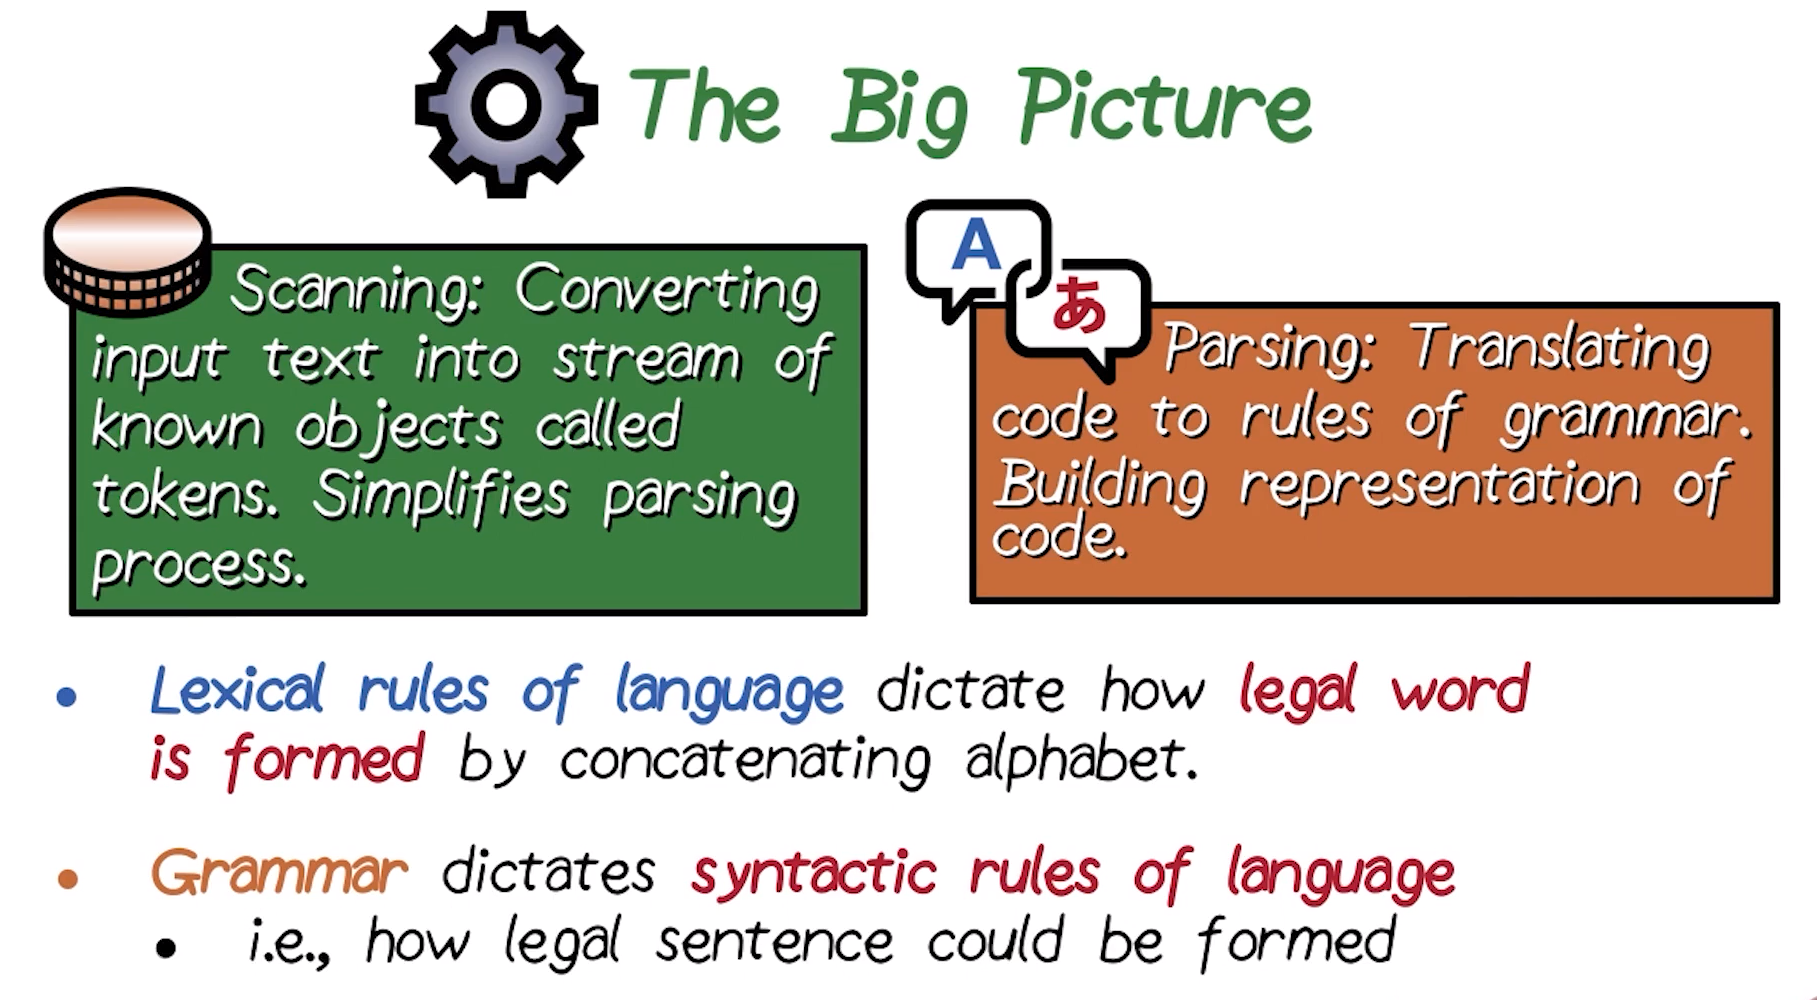 The Big Picture
Scanning: Converting
input text into stream of
known objects called
tokens. Simplifies parsing
process.
A
あ
Parsing: Translating
code to rules of grammar.
Building representation of
code.
• Lexical rules of language dictate how legal word
is formed by concatenating alphabet.
• Grammar dictates syntactic rules of language
• i.e., how legal sentence could be formed